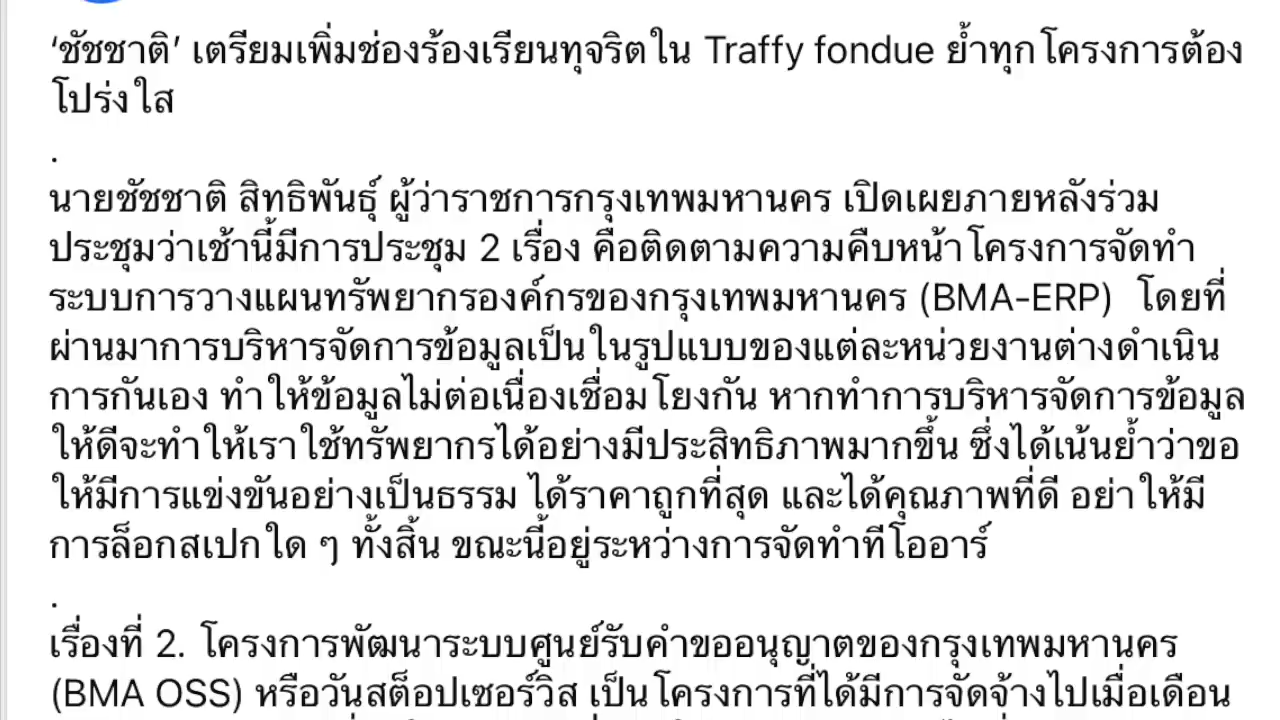 ‘ชัชชาติ’ เตรียมเพิ่มช่องร้องเรียนทุจริตใน Traffy fondue ย้ำทุกโครงการต้อง
โปร่งใส
.
นายชัชชาติ สิทธิพันธุ์ ผู้ว่าราชการกรุงเทพมหานคร เปิดเผยภายหลังร่วม
ประชุมว่าเช้านี้มีการประชุม 2 เรื่อง คือติดตามความคืบหน้าโครงการจัดทำ
ระบบการวางแผนทรัพยากรองค์กรของกรุงเทพมหานคร (BMA-ERP) โดยที่
ผ่านมาการบริหารจัดการข้อมูลเป็นในรูปแบบของแต่ละหน่วยงานต่างดำเนิน
การกันเอง ทำให้ข้อมูลไม่ต่อเนื่องเชื่อมโยงกัน หากทำการบริหารจัดการข้อมูล
ให้ดีจะทำให้เราใช้ทรัพยากรได้อย่างมีประสิทธิภาพมากขึ้น ซึ่งได้เน้นย้ำว่าขอ
ให้มีการแข่งขันอย่างเป็นธรรม ได้ราคาถูกที่สุด และได้คุณภาพที่ดี อย่าให้มี
การล็อกสเปกใด ๆ ทั้งสิ้น ขณะนี้อยู่ระหว่างการจัดทำทีโออาร์
.
เรื่องที่ 2. โครงการพัฒนาระบบศูนย์รับคำขออนุญาตของกรุงเทพมหานคร
(BMA OSS) หรือวันสต็อปเซอร์วิส เป็นโครงการที่ได้มีการจัดจ้างไปเมื่อเดือน